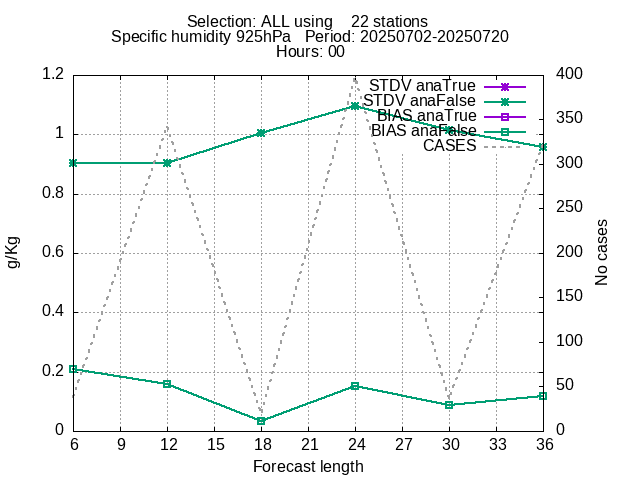 Selection: ALL using    22 stations
Specific humidity 925hPa   Period: 20250702-20250720
Hours: 00
STDV anaTrue
STDV anaFalse
BIAS anaTrue
BIAS anaFalse
CASES
1.2
1
0.8
0.6
0.4
0.2
0
g/Kg
400
350
300
250
200
150
100
50
0
No cases
6 9 12 15 18 21 24 27 30 33 36
Forecast length